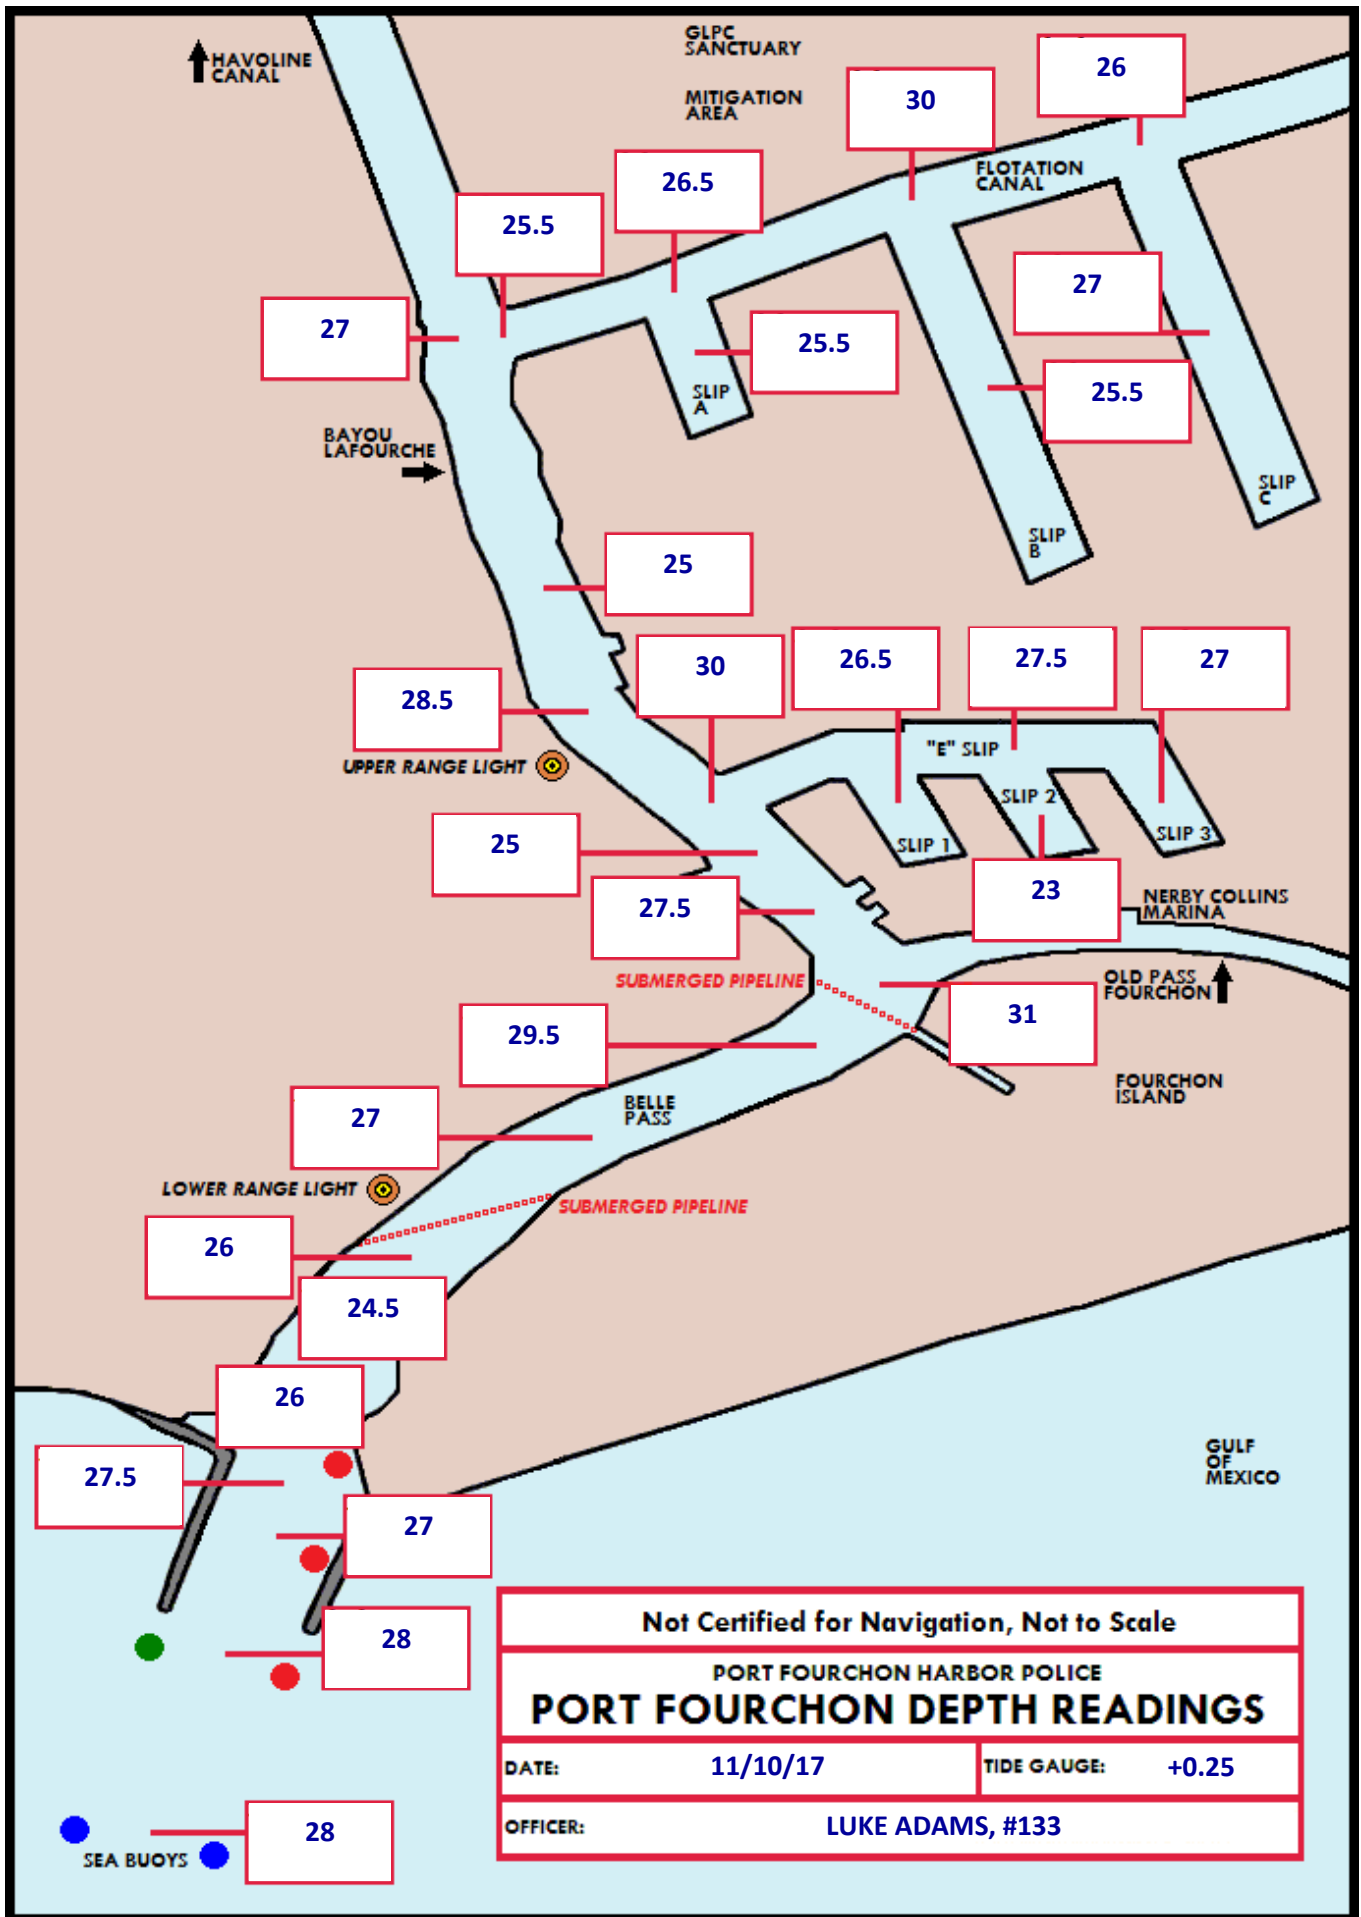 GLPC
SANCTUARY
HAVOLINE
CANAL
26
MITIGATION
AREA
30
FLOTATION
CANAL
26.5
25.5
27
27
25.5
25.5
SLIP
A
BAYOU
LAFOURCHE
SLIP
C
SLIP
B
25
30
26.5
27.5
27
28.5
"E" SLIP
UPPER RANGE LIGHT
SLIP 2
SLIP 1
SLIP 3
25
23
27.5
NERBY COLLINS
MARINA
SUBMERGED PIPELINE
OLD PASS
FOURCHON
31
29.5
FOURCHON
ISLAND
BELLE
PASS
27
LOWER RANGE LIGHT
SUBMERGED PIPELINE
26
24.5
26
GULF
OF
MEXICO
27.5
27
28
Not Certified for Navigation, Not to Scale
PORT FOURCHON HARBOR POLICE
PORT FOURCHON DEPTH READINGS
DATE: 11/10/17 TIDE GAUGE: +0.25
OFFICER: LUKE ADAMS, #133
28
SEA BUOYS